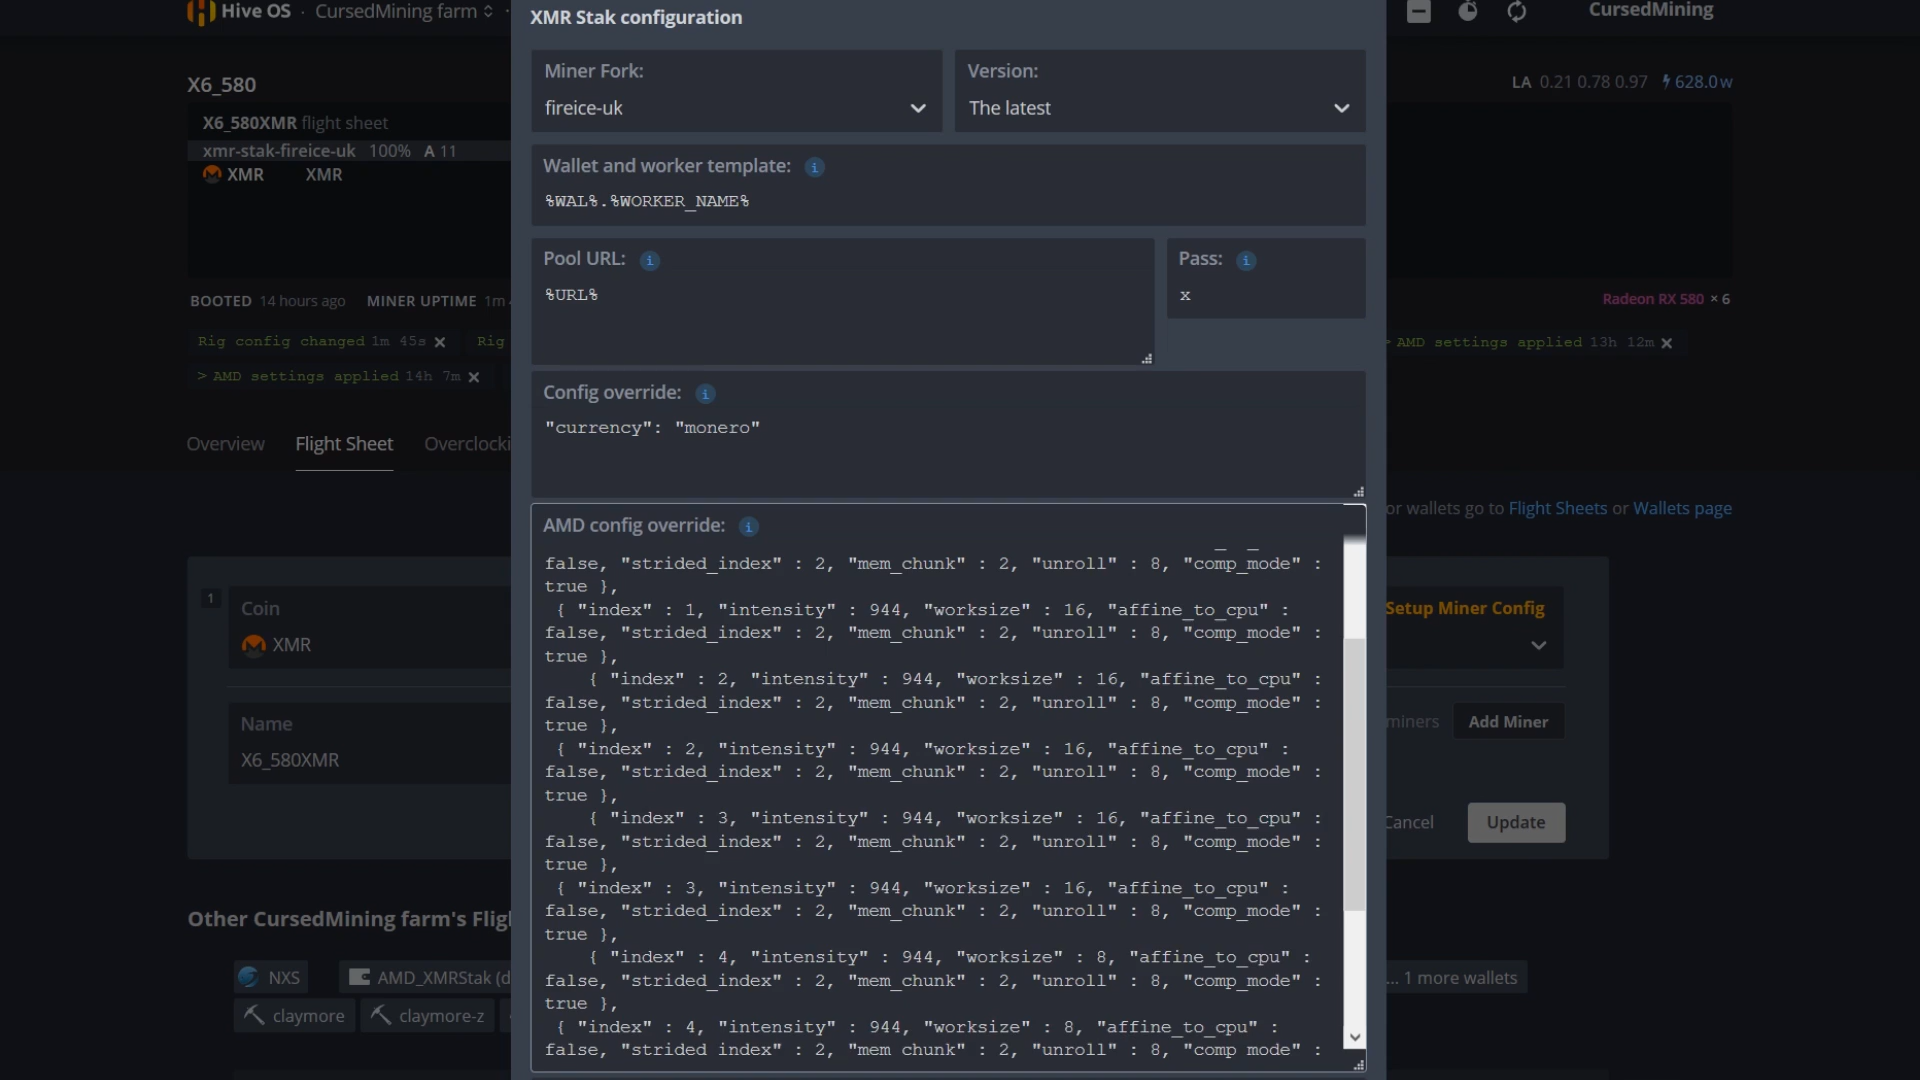 Hive OS · CursedMining farm ·
XMR Stak configuration
CursedMining
X6_580
Miner Fork:
fireice-uk
Version:
The latest
LA 0.21 0.78 0.97 628.0w
X6_580XMR flight sheet
xmr-stak-fireice-uk 100% A 11
XMR XMR
Wallet and worker template: i
%WAL%.%WORKER_NAME%
Pool URL: i
%URL%
Pass: i
x
BOOTED 14 hours ago MINER UPTIME 1m
Radeon RX 580 × 6
Rig config changed 1m 45s × Rig
> AMD settings applied 13h 12m ×
> AMD settings applied 14h 7m ×
Config override: i
"currency": "monero"
Overview Flight Sheet
or wallets go to Flight Sheets or Wallets page
AMD config override: i
false, "strided_index" : 2, "mem_chunk" : 2, "unroll" : 8, "comp_mode" :
true },
{ "index" : 1, "intensity" : 944, "worksize" : 16, "affine_to_cpu" :
false, "strided_index" : 2, "mem_chunk" : 2, "unroll" : 8, "comp_mode" :
true },
{ "index" : 2, "intensity" : 944, "worksize" : 16, "affine_to_cpu" :
false, "strided_index" : 2, "mem_chunk" : 2, "unroll" : 8, "comp_mode" :
true },
{ "index" : 2, "intensity" : 944, "worksize" : 16, "affine_to_cpu" :
false, "strided_index" : 2, "mem_chunk" : 2, "unroll" : 8, "comp_mode" :
true },
{ "index" : 3, "intensity" : 944, "worksize" : 16, "affine_to_cpu" :
false, "strided_index" : 2, "mem_chunk" : 2, "unroll" : 8, "comp_mode" :
true },
{ "index" : 3, "intensity" : 944, "worksize" : 16, "affine_to_cpu" :
false, "strided_index" : 2, "mem_chunk" : 2, "unroll" : 8, "comp_mode" :
true },
{ "index" : 4, "intensity" : 944, "worksize" : 8, "affine_to_cpu" :
false, "strided_index" : 2, "mem_chunk" : 2, "unroll" : 8, "comp_mode" :
true },
{ "index" : 4, "intensity" : 944, "worksize" : 8, "affine_to_cpu" :
false, "strided_index" : 2, "mem_chunk" : 2, "unroll" : 8, "comp_mode" :
1
Coin
XMR
Setup Miner Config
Name
X6_580XMR
miners Add Miner
Cancel Update
Other CursedMining farm's
NXS AMD_XMRStak
... 1 more wallets
claymore claymore-z